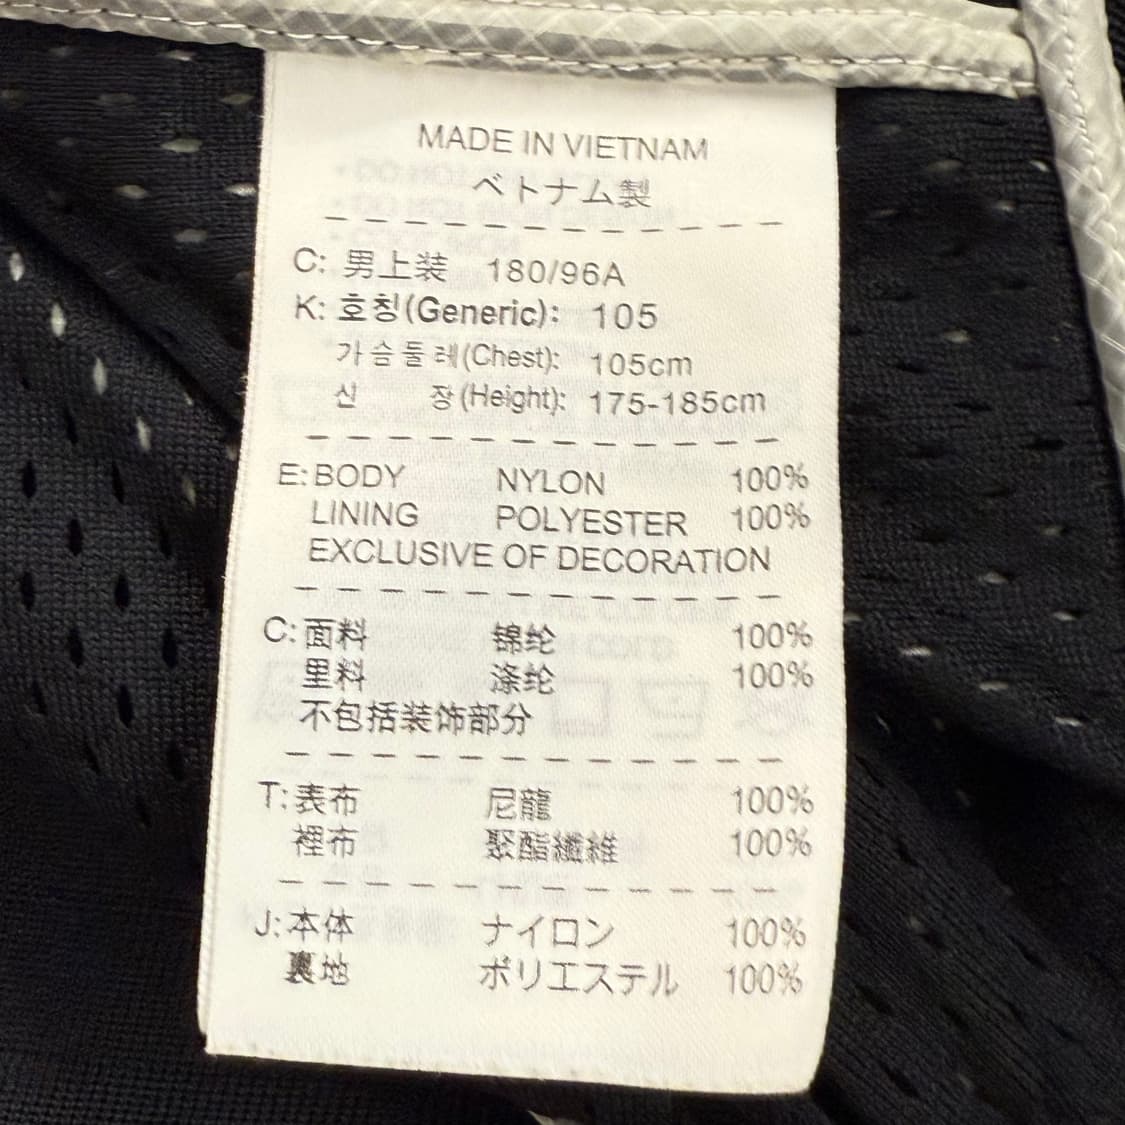 MADE IN VIETNAM
ベトナム製
C: 男上装 180/96A
K: 호칭(Generic): 105
가슴둘레(Chest): 105cm
신 장(Height): 175-185cm
E: BODY NYLON 100%
LINING POLYESTER 100%
EXCLUSIVE OF DECORATION
C: 面料 锦纶 100%
里料 涤纶 100%
不包括装饰部分
T: 表布 尼龍 100%
裡布 聚酯纖維 100%
J: 本体 ナイロン 100%
裏地 ポリエステル 100%